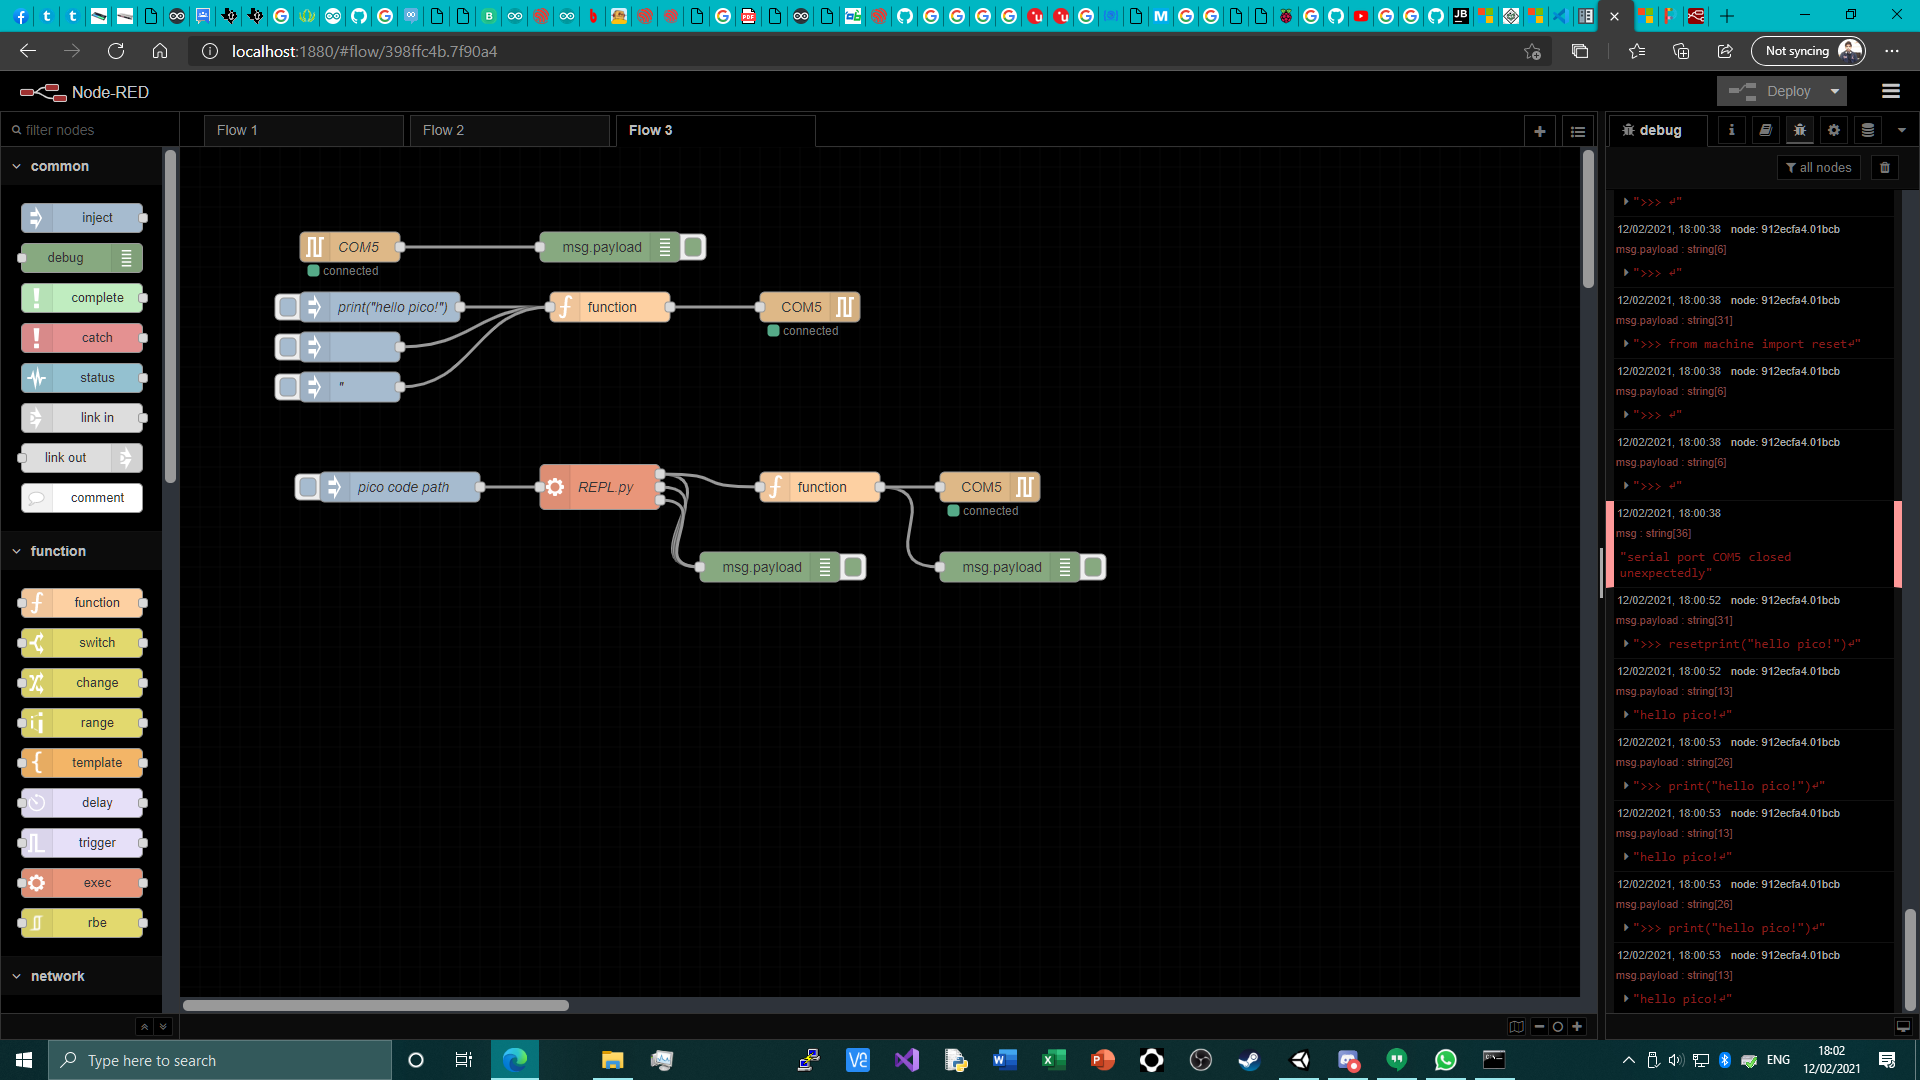 localhost:1880/#flow/398ffc4b.7f90a4
Not syncing
Node-RED
Deploy
filter nodes
Flow 1
Flow 2
Flow 3
debug
all nodes
common
inject
debug
complete
catch
status
link in
link out
comment
function
function
switch
change
range
template
delay
trigger
exec
rbe
network
COM5
connected
msg.payload
print("hello pico!")
function
COM5
connected
"
pico code path
REPL.py
function
COM5
connected
msg.payload
msg.payload
">>> ↵"
12/02/2021, 18:00:38 node: 912ecfa4.01bcb
msg.payload : string[6]
">>> ↵"
12/02/2021, 18:00:38 node: 912ecfa4.01bcb
msg.payload : string[31]
">>> from machine import reset↵"
12/02/2021, 18:00:38 node: 912ecfa4.01bcb
msg.payload : string[6]
">>> ↵"
12/02/2021, 18:00:38 node: 912ecfa4.01bcb
msg.payload : string[6]
">>> ↵"
12/02/2021, 18:00:38
msg : string[36]
"serial port COM5 closed
unexpectedly"
12/02/2021, 18:00:52 node: 912ecfa4.01bcb
msg.payload : string[31]
">>> resetprint("hello pico!")↵"
12/02/2021, 18:00:52 node: 912ecfa4.01bcb
msg.payload : string[13]
"hello pico!↵"
12/02/2021, 18:00:53 node: 912ecfa4.01bcb
msg.payload : string[26]
">>> print("hello pico!")↵"
12/02/2021, 18:00:53 node: 912ecfa4.01bcb
msg.payload : string[13]
"hello pico!↵"
12/02/2021, 18:00:53 node: 912ecfa4.01bcb
msg.payload : string[26]
">>> print("hello pico!")↵"
12/02/2021, 18:00:53 node: 912ecfa4.01bcb
msg.payload : string[13]
"hello pico!↵"
Type here to search
ENG
18:02
12/02/2021